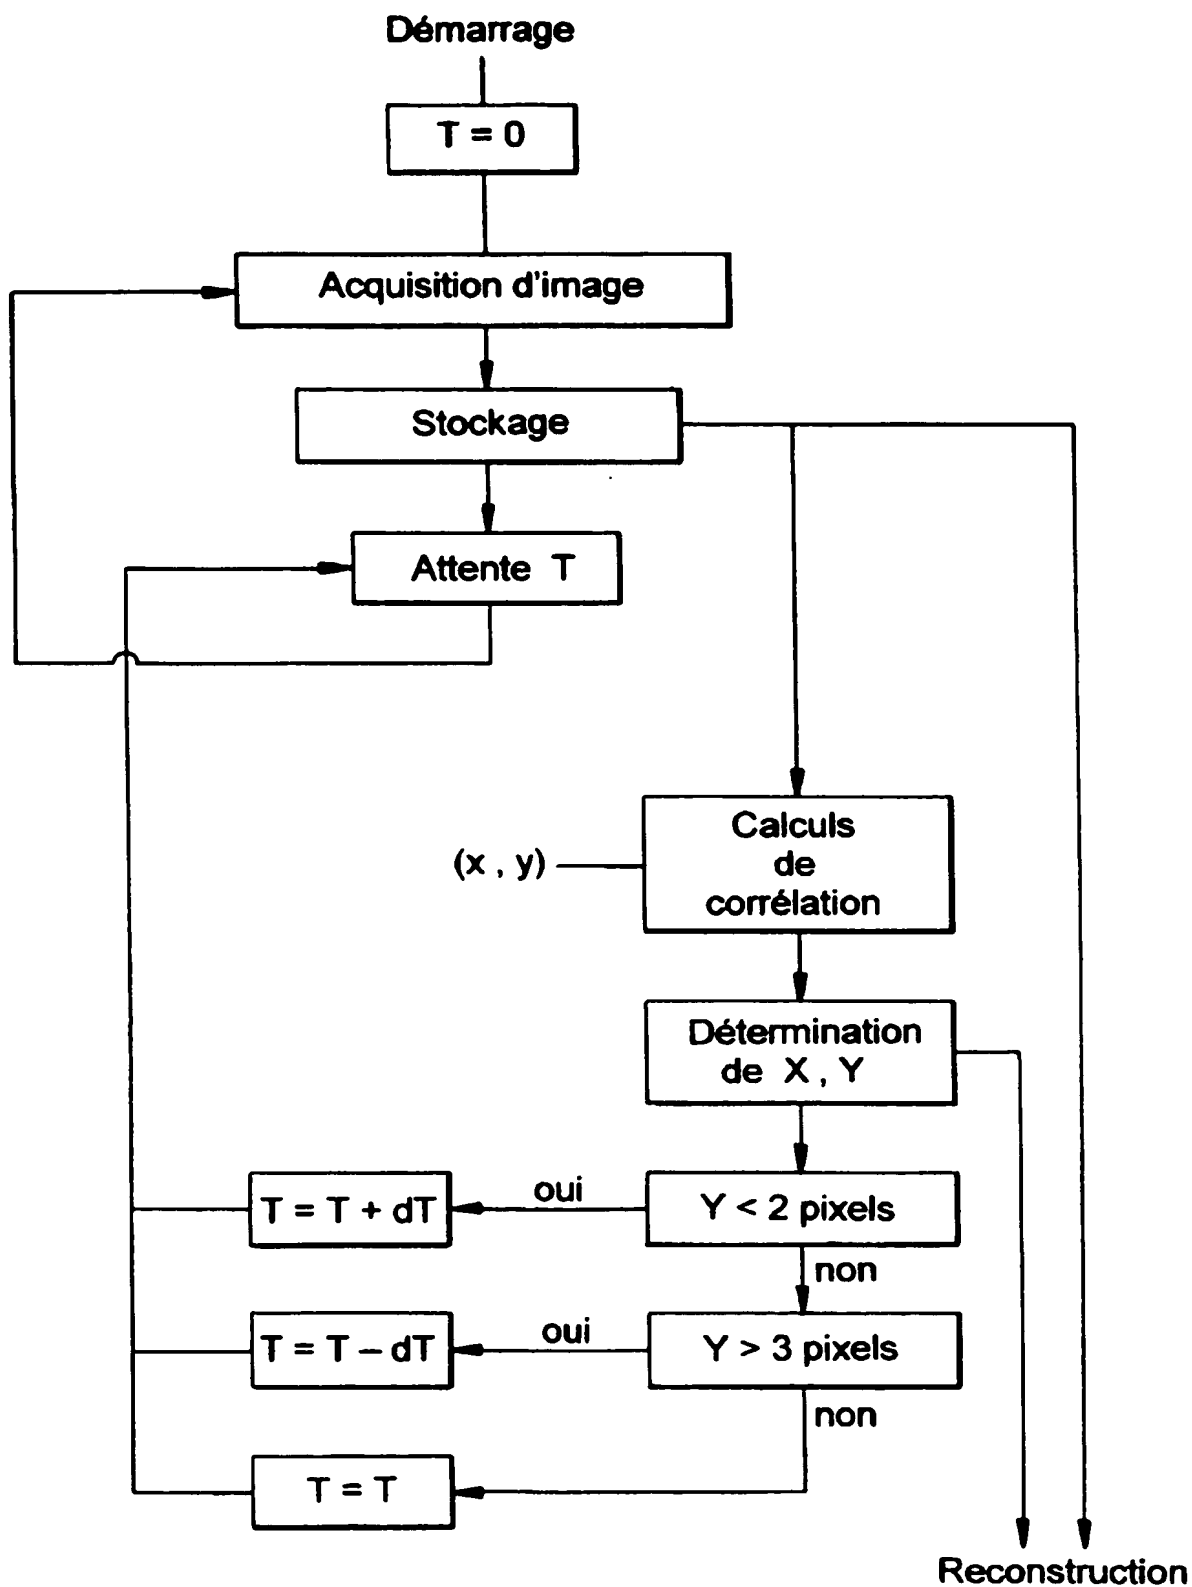 Démarrage
T = 0
Acquisition d'image
Stockage
Attente T
Calculs
de
corrélation
(x , y)
Détermination
de X , Y
T = T + dT
oui
Y < 2 pixels
non
T = T – dT
oui
Y > 3 pixels
non
T = T
Reconstruction